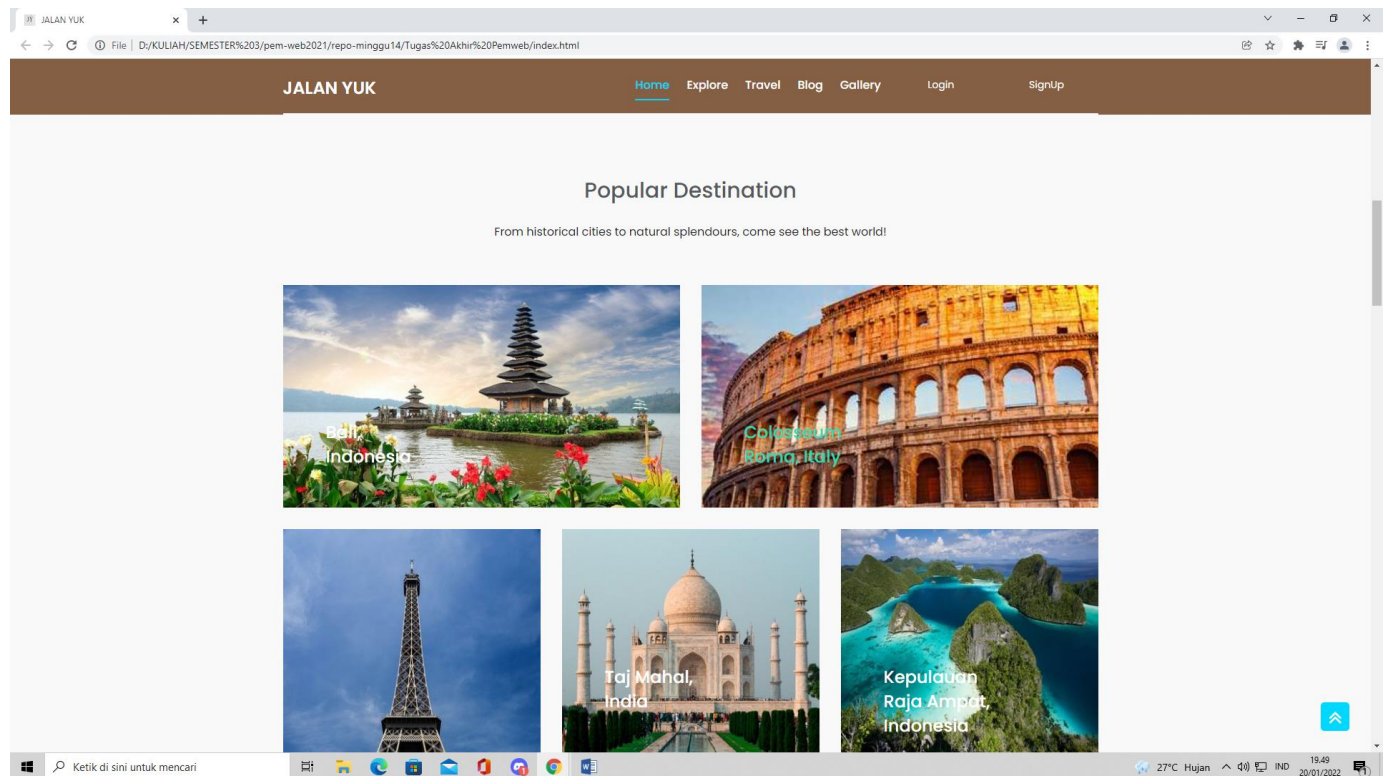 JALAN YUK
File | D:/KULIAH/SEMESTER%203/pem-web2021/repo-minggu14/Tugas%20Akhir%20Pemweb/index.html
JALAN YUK
Home Explore Travel Blog Gallery Login SignUp
Popular Destination
From historical cities to natural splendours, come see the best world!
Bali,
Indonesia
Colosseum
Roma, Italy
Taj Mahal,
India
Kepulauan
Raja Ampat,
Indonesia
Ketik di sini untuk mencari
27°C Hujan
IND
19.49
20/01/2022